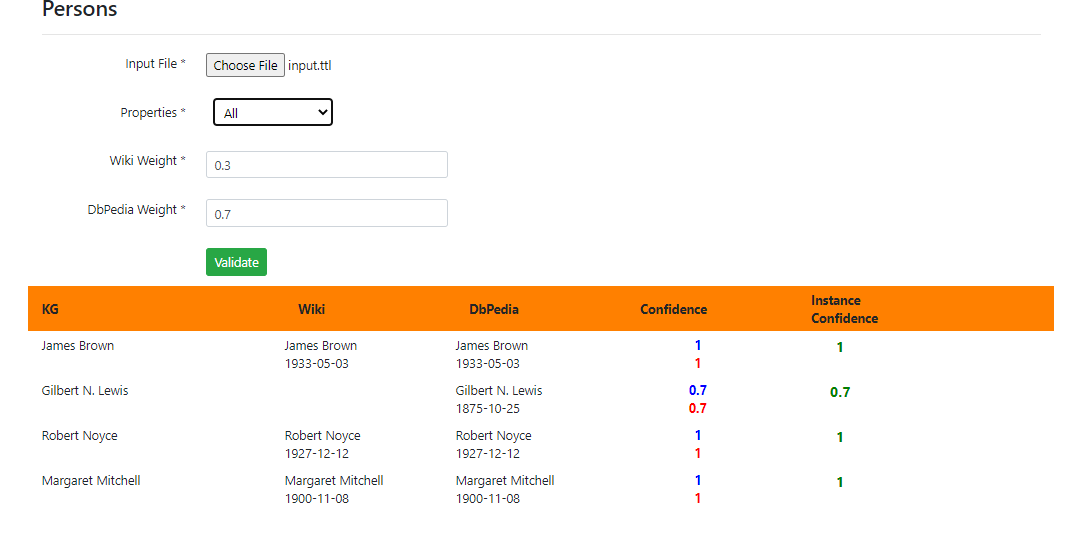 Persons
Input File * Choose File input.ttl
Properties * All
Wiki Weight * 0.3
DbPedia Weight * 0.7
Validate
KG Wiki DbPedia Confidence Instance Confidence
James Brown James Brown James Brown 1 1
1933-05-03 1933-05-03 1
Gilbert N. Lewis Gilbert N. Lewis 0.7 0.7
1875-10-25 0.7
Robert Noyce Robert Noyce Robert Noyce 1 1
1927-12-12 1927-12-12 1
Margaret Mitchell Margaret Mitchell Margaret Mitchell 1 1
1900-11-08 1900-11-08 1